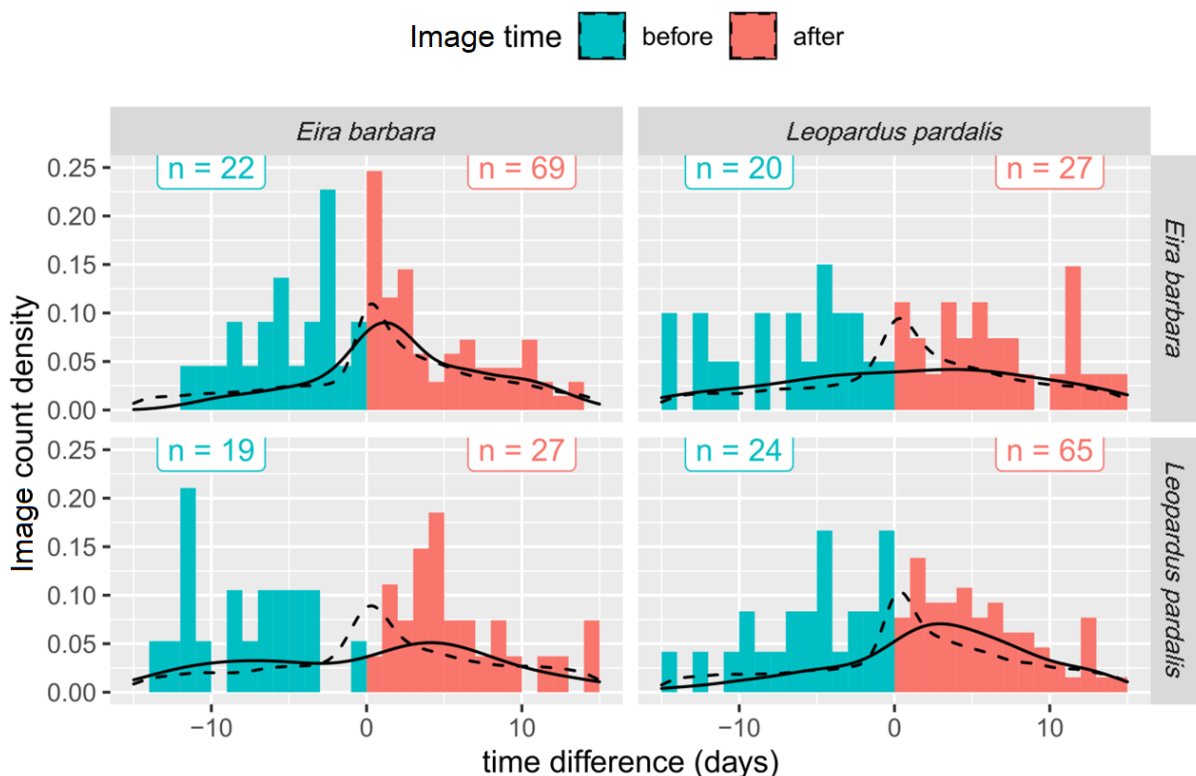 Image time before after
Eira barbara Leopardus pardalis
n = 22 n = 69 n = 20 n = 27
0.25
0.20
0.15
0.10
0.05
0.00
Eira barbara
n = 19 n = 27 n = 24 n = 65
0.25
0.20
0.15
0.10
0.05
0.00
Leopardus pardalis
Image count density
−10 0 10 −10 0 10
time difference (days)